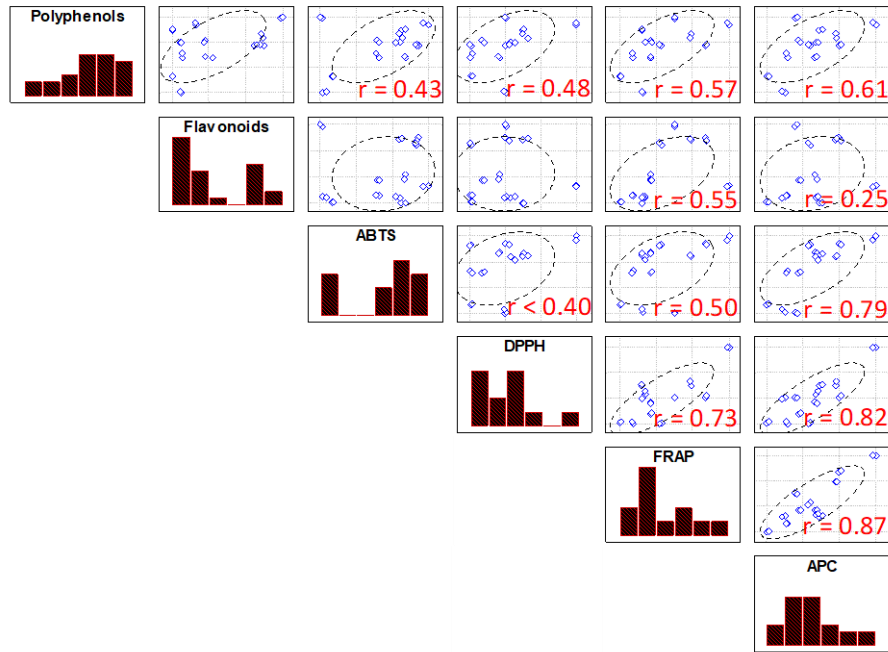 Polyphenols
r = 0.43
r = 0.48
r = 0.57
r = 0.61
Flavonoids
r = 0.55
r = 0.25
ABTS
r < 0.40
r = 0.50
r = 0.79
DPPH
r = 0.73
r = 0.82
FRAP
r = 0.87
APC